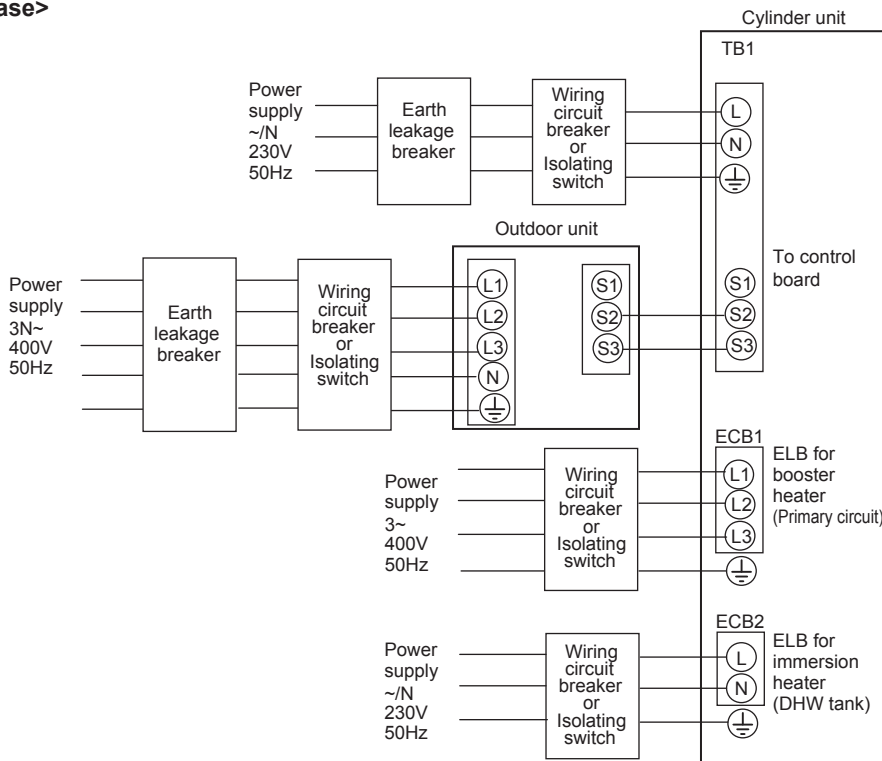 ase>
Cylinder unit
TB1
Power
supply
~/N
230V
50Hz
Earth
leakage
breaker
Wiring
circuit
breaker
or
Isolating
switch
L
N
Outdoor unit
To control
board
Power
supply
3N~
400V
50Hz
Earth
leakage
breaker
Wiring
circuit
breaker
or
Isolating
switch
L1
L2
L3
N
S1
S2
S3
S1
S2
S3
ECB1
ELB for
booster
heater
(Primary circuit)
Power
supply
3~
400V
50Hz
Wiring
circuit
breaker
or
Isolating
switch
L1
L2
L3
ECB2
ELB for
immersion
heater
(DHW tank)
Power
supply
~/N
230V
50Hz
Wiring
circuit
breaker
or
Isolating
switch
L
N